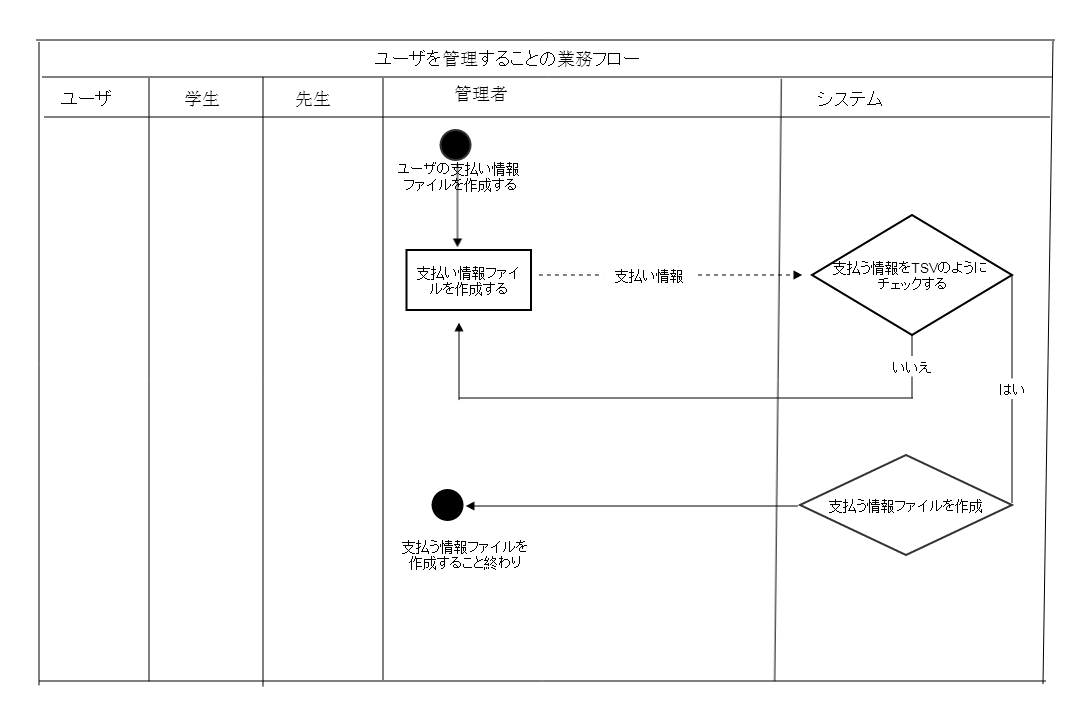 ユーザを管理することの業務フロー
ユーザ
学生
先生
管理者
システム
ユーザの支払い情報
ファイルを作成する
支払い情報ファイ
ルを作成する
支払い情報
支払う情報をTSVのように
チェックする
いいえ
はい
支払う情報ファイルを作成
支払う情報ファイルを
作成すること終わり